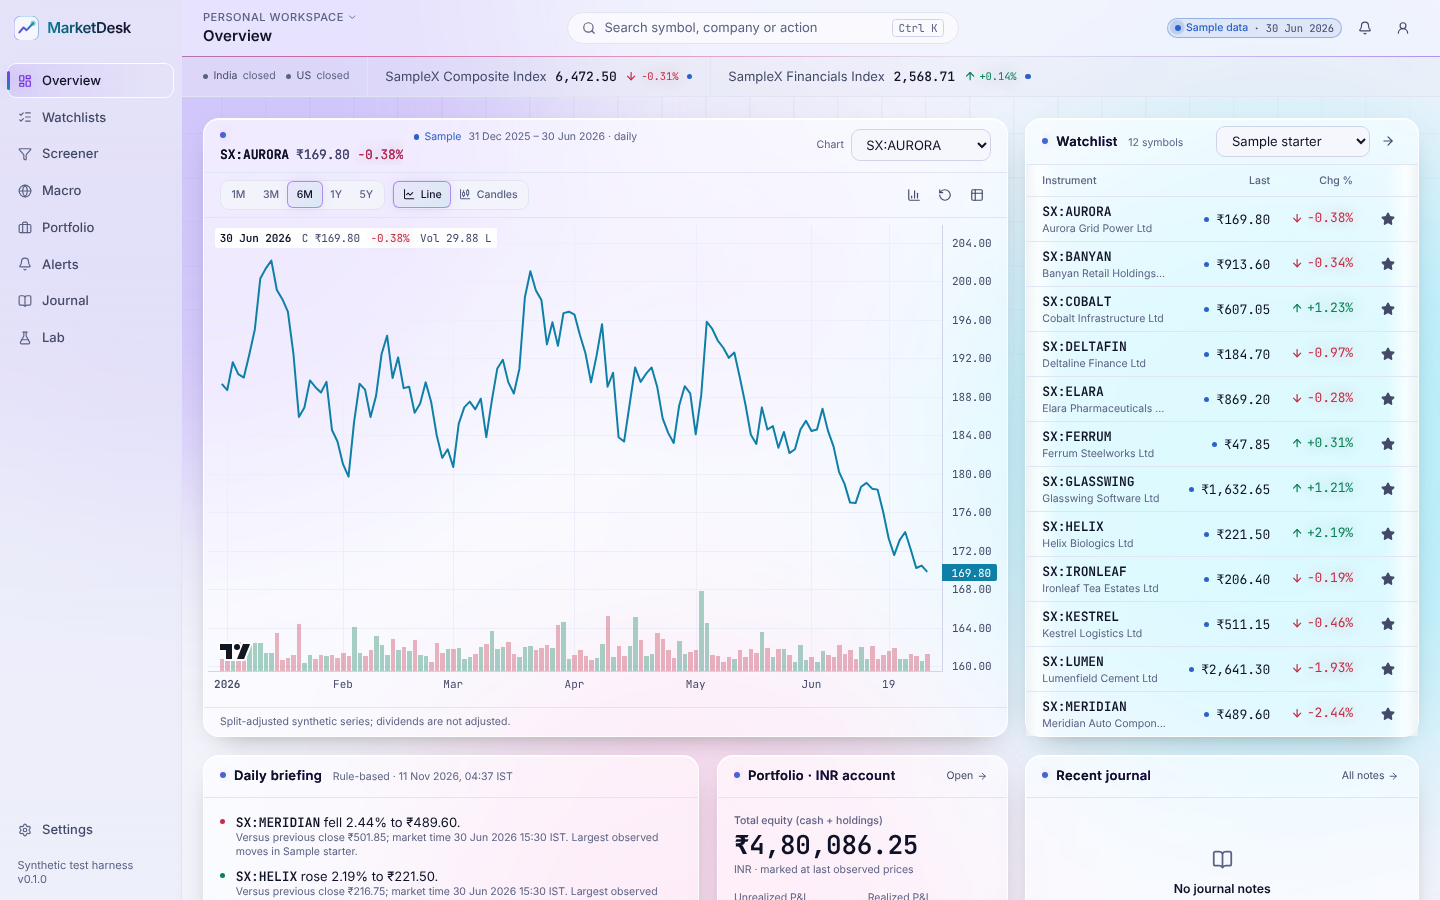 MarketDesk
PERSONAL WORKSPACE
Overview
Search symbol, company or action
Ctrl K
Sample data · 30 Jun 2026
Overview
Watchlists
Screener
Macro
Portfolio
Alerts
Journal
Lab
Settings
Synthetic test harness
v0.1.0
India closed US closed
SampleX Composite Index 6,472.50 ↓ -0.31%
SampleX Financials Index 2,568.71 ↑ +0.14%
Sample 31 Dec 2025 – 30 Jun 2026 · daily
SX:AURORA ₹169.80 -0.38%
Chart SX:AURORA
1M 3M 6M 1Y 5Y Line Candles
30 Jun 2026 C ₹169.80 -0.38% Vol 29.88 L
204.00
200.00
196.00
192.00
188.00
184.00
180.00
176.00
172.00
169.80
168.00
164.00
160.00
2026 Feb Mar Apr May Jun 19
Split-adjusted synthetic series; dividends are not adjusted.
Watchlist 12 symbols Sample starter
Instrument Last Chg %
SX:AURORA ₹169.80 ↓ -0.38%
Aurora Grid Power Ltd
SX:BANYAN ₹913.60 ↓ -0.34%
Banyan Retail Holdings...
SX:COBALT ₹607.05 ↑ +1.23%
Cobalt Infrastructure Ltd
SX:DELTAFIN ₹184.70 ↓ -0.97%
Deltaline Finance Ltd
SX:ELARA ₹869.20 ↓ -0.28%
Elara Pharmaceuticals ...
SX:FERRUM ₹47.85 ↑ +0.31%
Ferrum Steelworks Ltd
SX:GLASSWING ₹1,632.65 ↑ +1.21%
Glasswing Software Ltd
SX:HELIX ₹221.50 ↑ +2.19%
Helix Biologics Ltd
SX:IRONLEAF ₹206.40 ↓ -0.19%
Ironleaf Tea Estates Ltd
SX:KESTREL ₹511.15 ↓ -0.46%
Kestrel Logistics Ltd
SX:LUMEN ₹2,641.30 ↓ -1.93%
Lumenfield Cement Ltd
SX:MERIDIAN ₹489.60 ↓ -2.44%
Meridian Auto Compon...
Daily briefing Rule-based · 11 Nov 2026, 04:37 IST
SX:MERIDIAN fell 2.44% to ₹489.60.
Versus previous close ₹501.85; market time 30 Jun 2026 15:30 IST. Largest observed
moves in Sample starter.
SX:HELIX rose 2.19% to ₹221.50.
Versus previous close ₹216.75; market time 30 Jun 2026 15:30 IST. Largest observed
Portfolio · INR account Open →
Total equity (cash + holdings)
₹4,80,086.25
INR · marked at last observed prices
Unrealized P&L Realized P&L
Recent journal All notes →
No journal notes